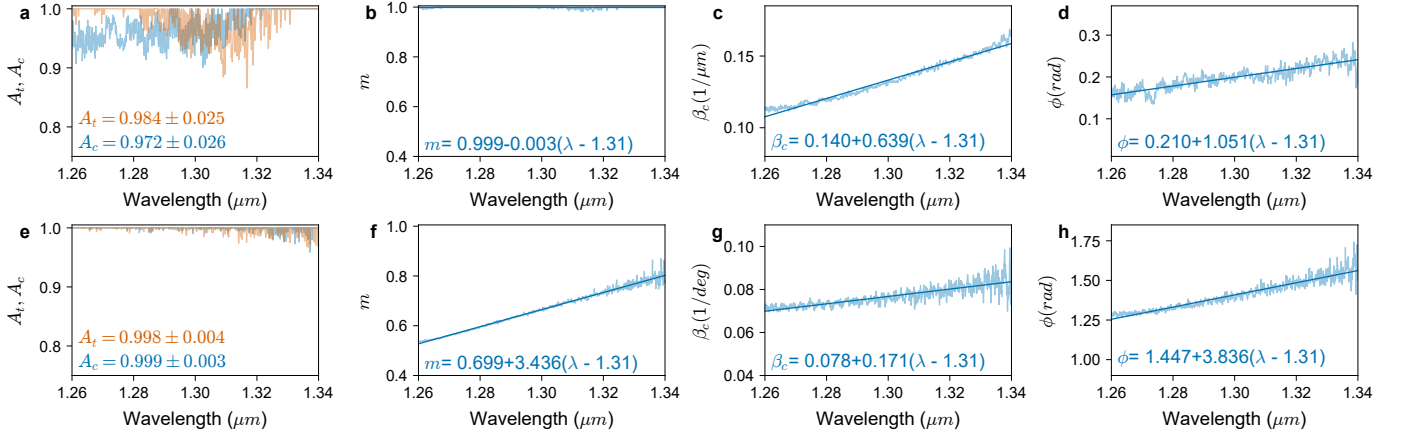 a
1.0
0.9
0.8
A_t, A_c
A_t = 0.984 ± 0.025
A_c = 0.972 ± 0.026
1.26 1.28 1.30 1.32 1.34
Wavelength (μm)
b
1.0
0.8
0.6
0.4
m
m= 0.999-0.003(λ - 1.31)
1.26 1.28 1.30 1.32 1.34
Wavelength (μm)
c
0.15
0.10
β_c(1/μm)
β_c= 0.140+0.639(λ - 1.31)
1.26 1.28 1.30 1.32 1.34
Wavelength (μm)
d
0.3
0.2
0.1
ϕ(rad)
ϕ= 0.210+1.051(λ - 1.31)
1.26 1.28 1.30 1.32 1.34
Wavelength (μm)
e
1.0
0.9
0.8
A_t, A_c
A_t = 0.998 ± 0.004
A_c = 0.999 ± 0.003
1.26 1.28 1.30 1.32 1.34
Wavelength (μm)
f
1.0
0.8
0.6
0.4
m
m= 0.699+3.436(λ - 1.31)
1.26 1.28 1.30 1.32 1.34
Wavelength (μm)
g
0.10
0.08
0.06
0.04
β_c(1/deg)
β_c= 0.078+0.171(λ - 1.31)
1.26 1.28 1.30 1.32 1.34
Wavelength (μm)
h
1.75
1.50
1.25
1.00
ϕ(rad)
ϕ= 1.447+3.836(λ - 1.31)
1.26 1.28 1.30 1.32 1.34
Wavelength (μm)